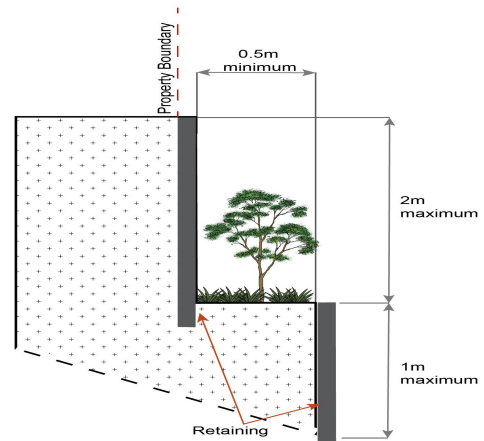 Property Boundary
0.5m
minimum
2m
maximum
1m
maximum
Retaining